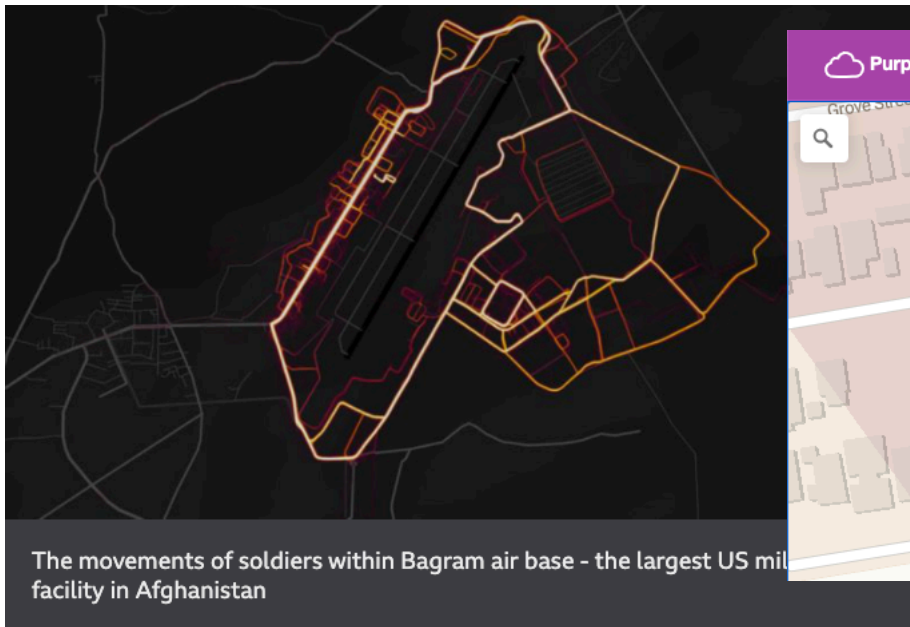 Purp
Grove Stree
The movements of soldiers within Bagram air base - the largest US mil
facility in Afghanistan